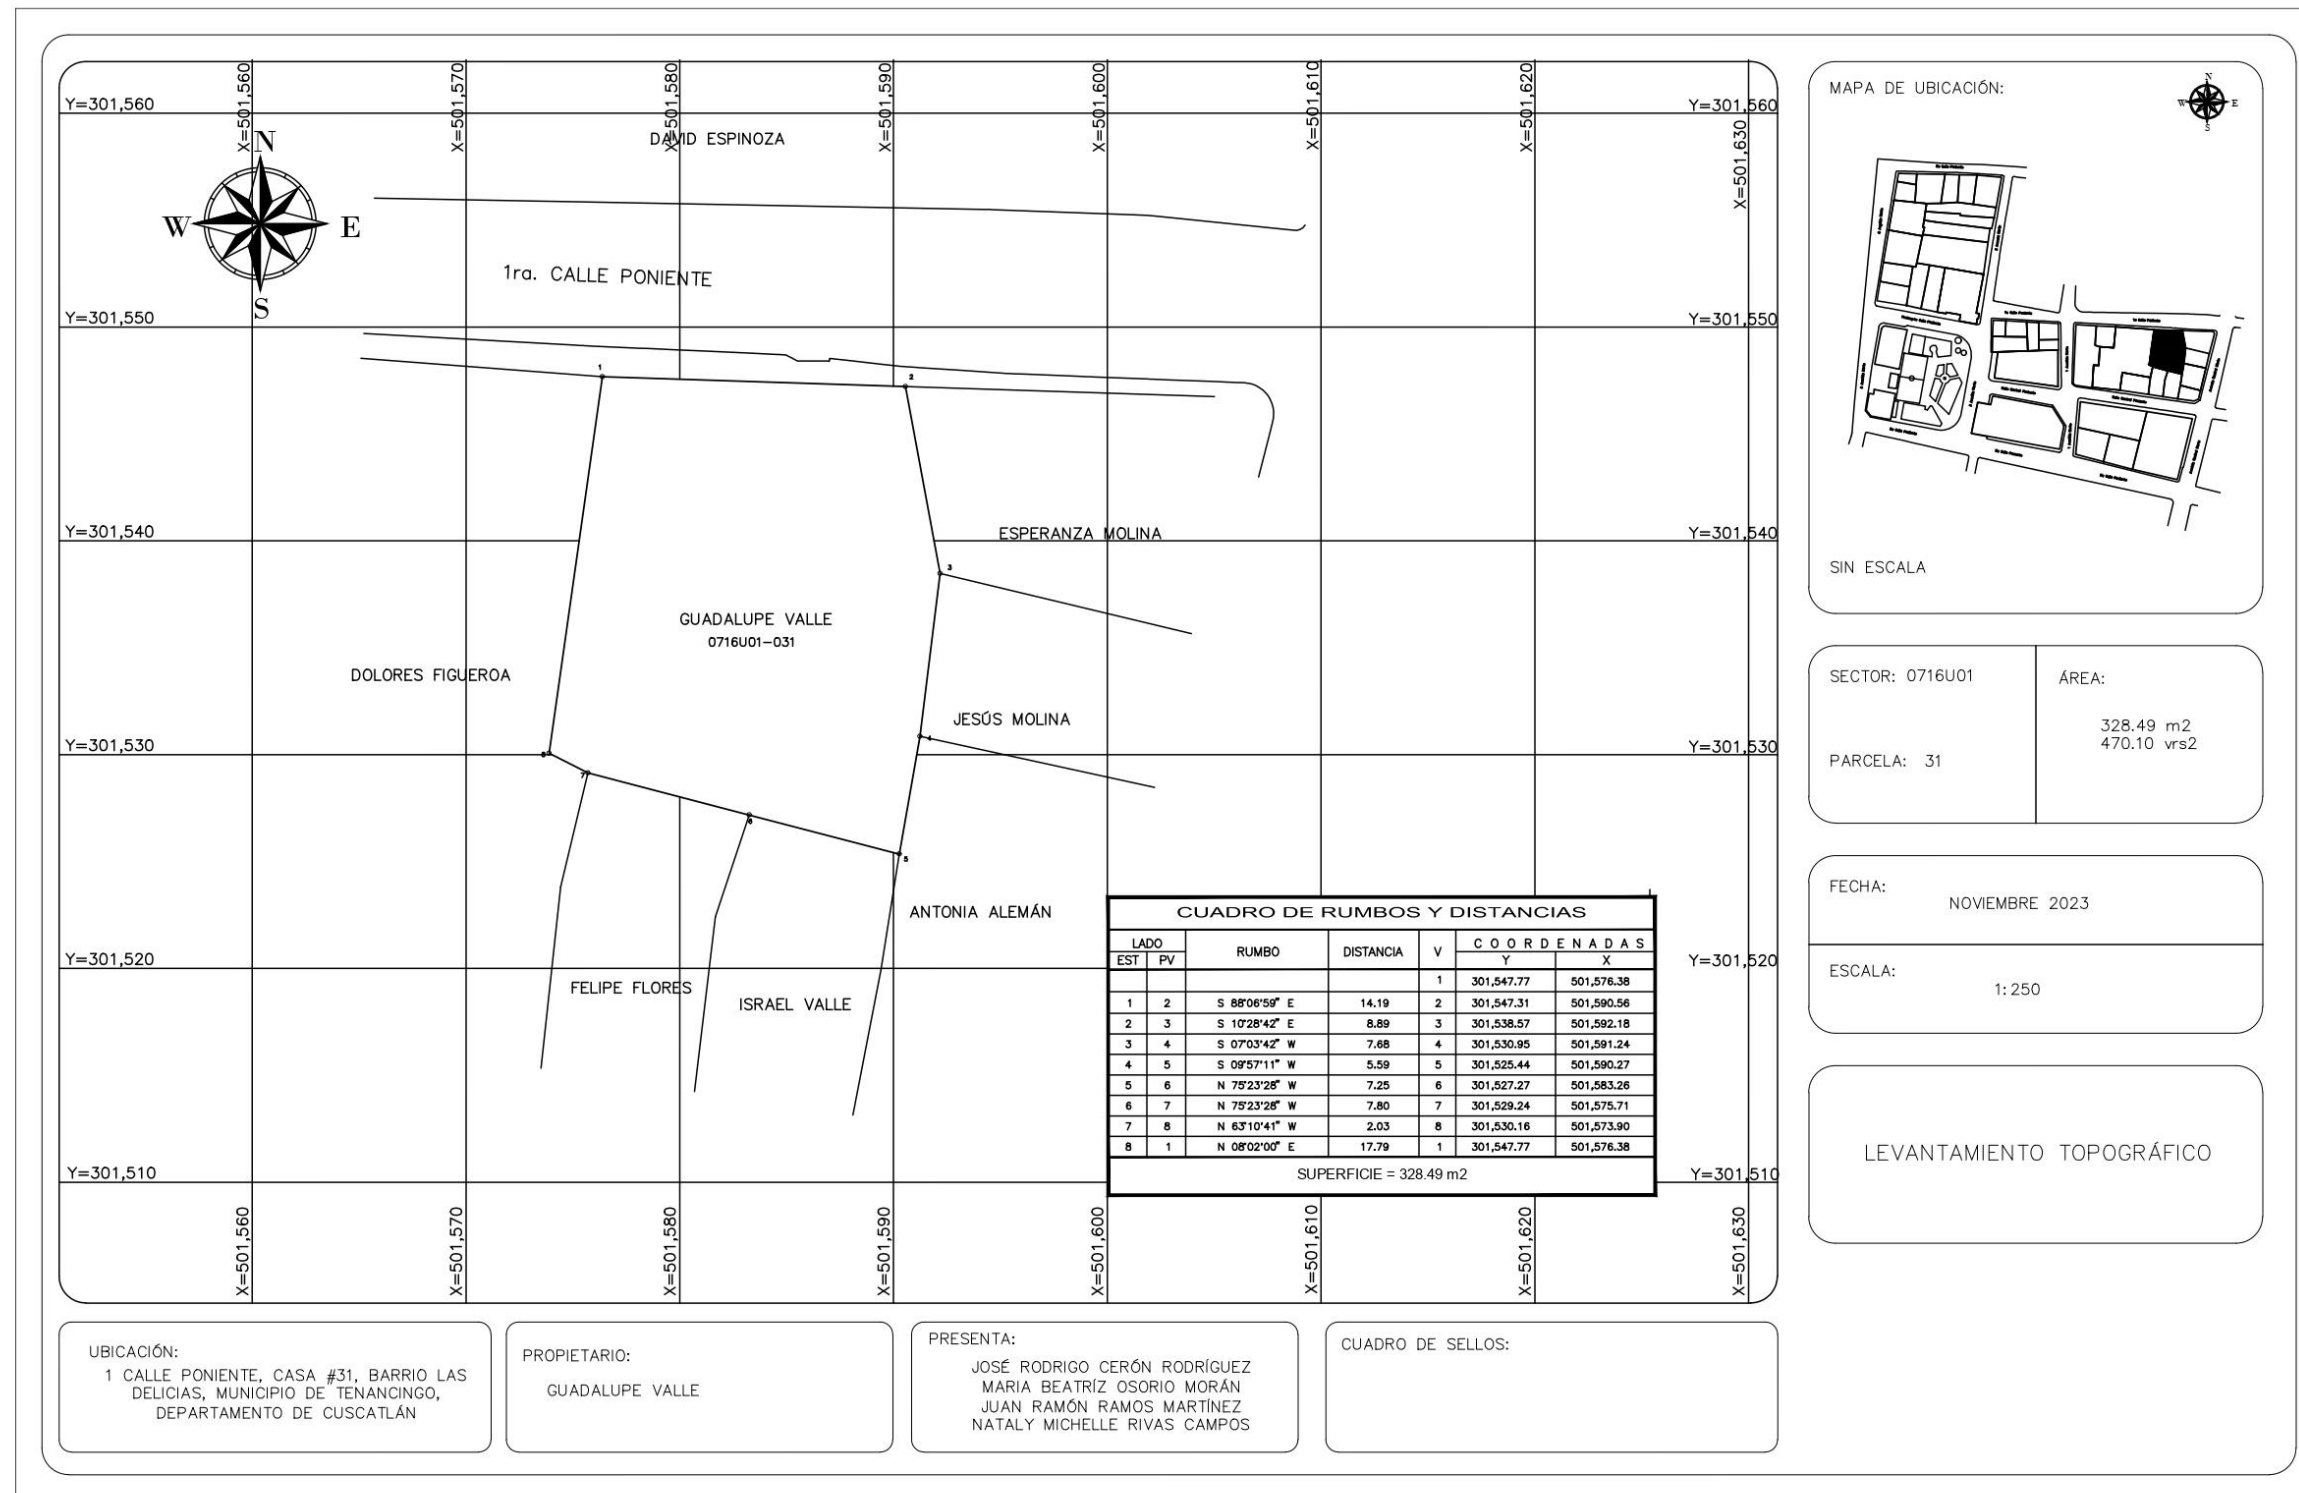 X=501,560
X=501,570
X=501,580
X=501,590
X=501,600
X=501,610
X=501,620
X=501,630
Y=301,560
Y=301,560
DAVID ESPINOZA
N
W
E
S
1ra. CALLE PONIENTE
Y=301,550
Y=301,550
1
2
Y=301,540
ESPERANZA MOLINA
Y=301,540
3
GUADALUPE VALLE
0716U01-031
DOLORES FIGUEROA
JESÚS MOLINA
Y=301,530
8
4
Y=301,530
7
6
5
ANTONIA ALEMÁN
Y=301,520
Y=301,520
FELIPE FLORES
ISRAEL VALLE
Y=301,510
Y=301,510
X=501,560
X=501,570
X=501,580
X=501,590
X=501,600
X=501,610
X=501,620
X=501,630
CUADRO DE RUMBOS Y DISTANCIAS
LADO RUMBO DISTANCIA V COORDENADAS
EST PV Y X
1 301,547.77 501,576.38
1 2 S 88°06'59" E 14.19 2 301,547.31 501,590.56
2 3 S 10°28'42" E 8.89 3 301,538.57 501,592.18
3 4 S 07°03'42" W 7.68 4 301,530.95 501,591.24
4 5 S 09°57'11" W 5.59 5 301,525.44 501,590.27
5 6 N 75°23'28" W 7.25 6 301,527.27 501,583.26
6 7 N 75°23'28" W 7.80 7 301,529.24 501,575.71
7 8 N 63°10'41" W 2.03 8 301,530.16 501,573.90
8 1 N 08°02'00" E 17.79 1 301,547.77 501,576.38
SUPERFICIE = 328.49 m2
MAPA DE UBICACIÓN:
N
W
E
S
SIN ESCALA
SECTOR: 0716U01
PARCELA: 31
ÁREA:
328.49 m2
470.10 vrs2
FECHA:
NOVIEMBRE 2023
ESCALA:
1:250
LEVANTAMIENTO TOPOGRÁFICO
UBICACIÓN:
1 CALLE PONIENTE, CASA #31, BARRIO LAS
DELICIAS, MUNICIPIO DE TENANCINGO,
DEPARTAMENTO DE CUSCATLÁN
PROPIETARIO:
GUADALUPE VALLE
PRESENTA:
JOSÉ RODRIGO CERÓN RODRÍGUEZ
MARIA BEATRÍZ OSORIO MORÁN
JUAN RAMÓN RAMOS MARTÍNEZ
NATALY MICHELLE RIVAS CAMPOS
CUADRO DE SELLOS: